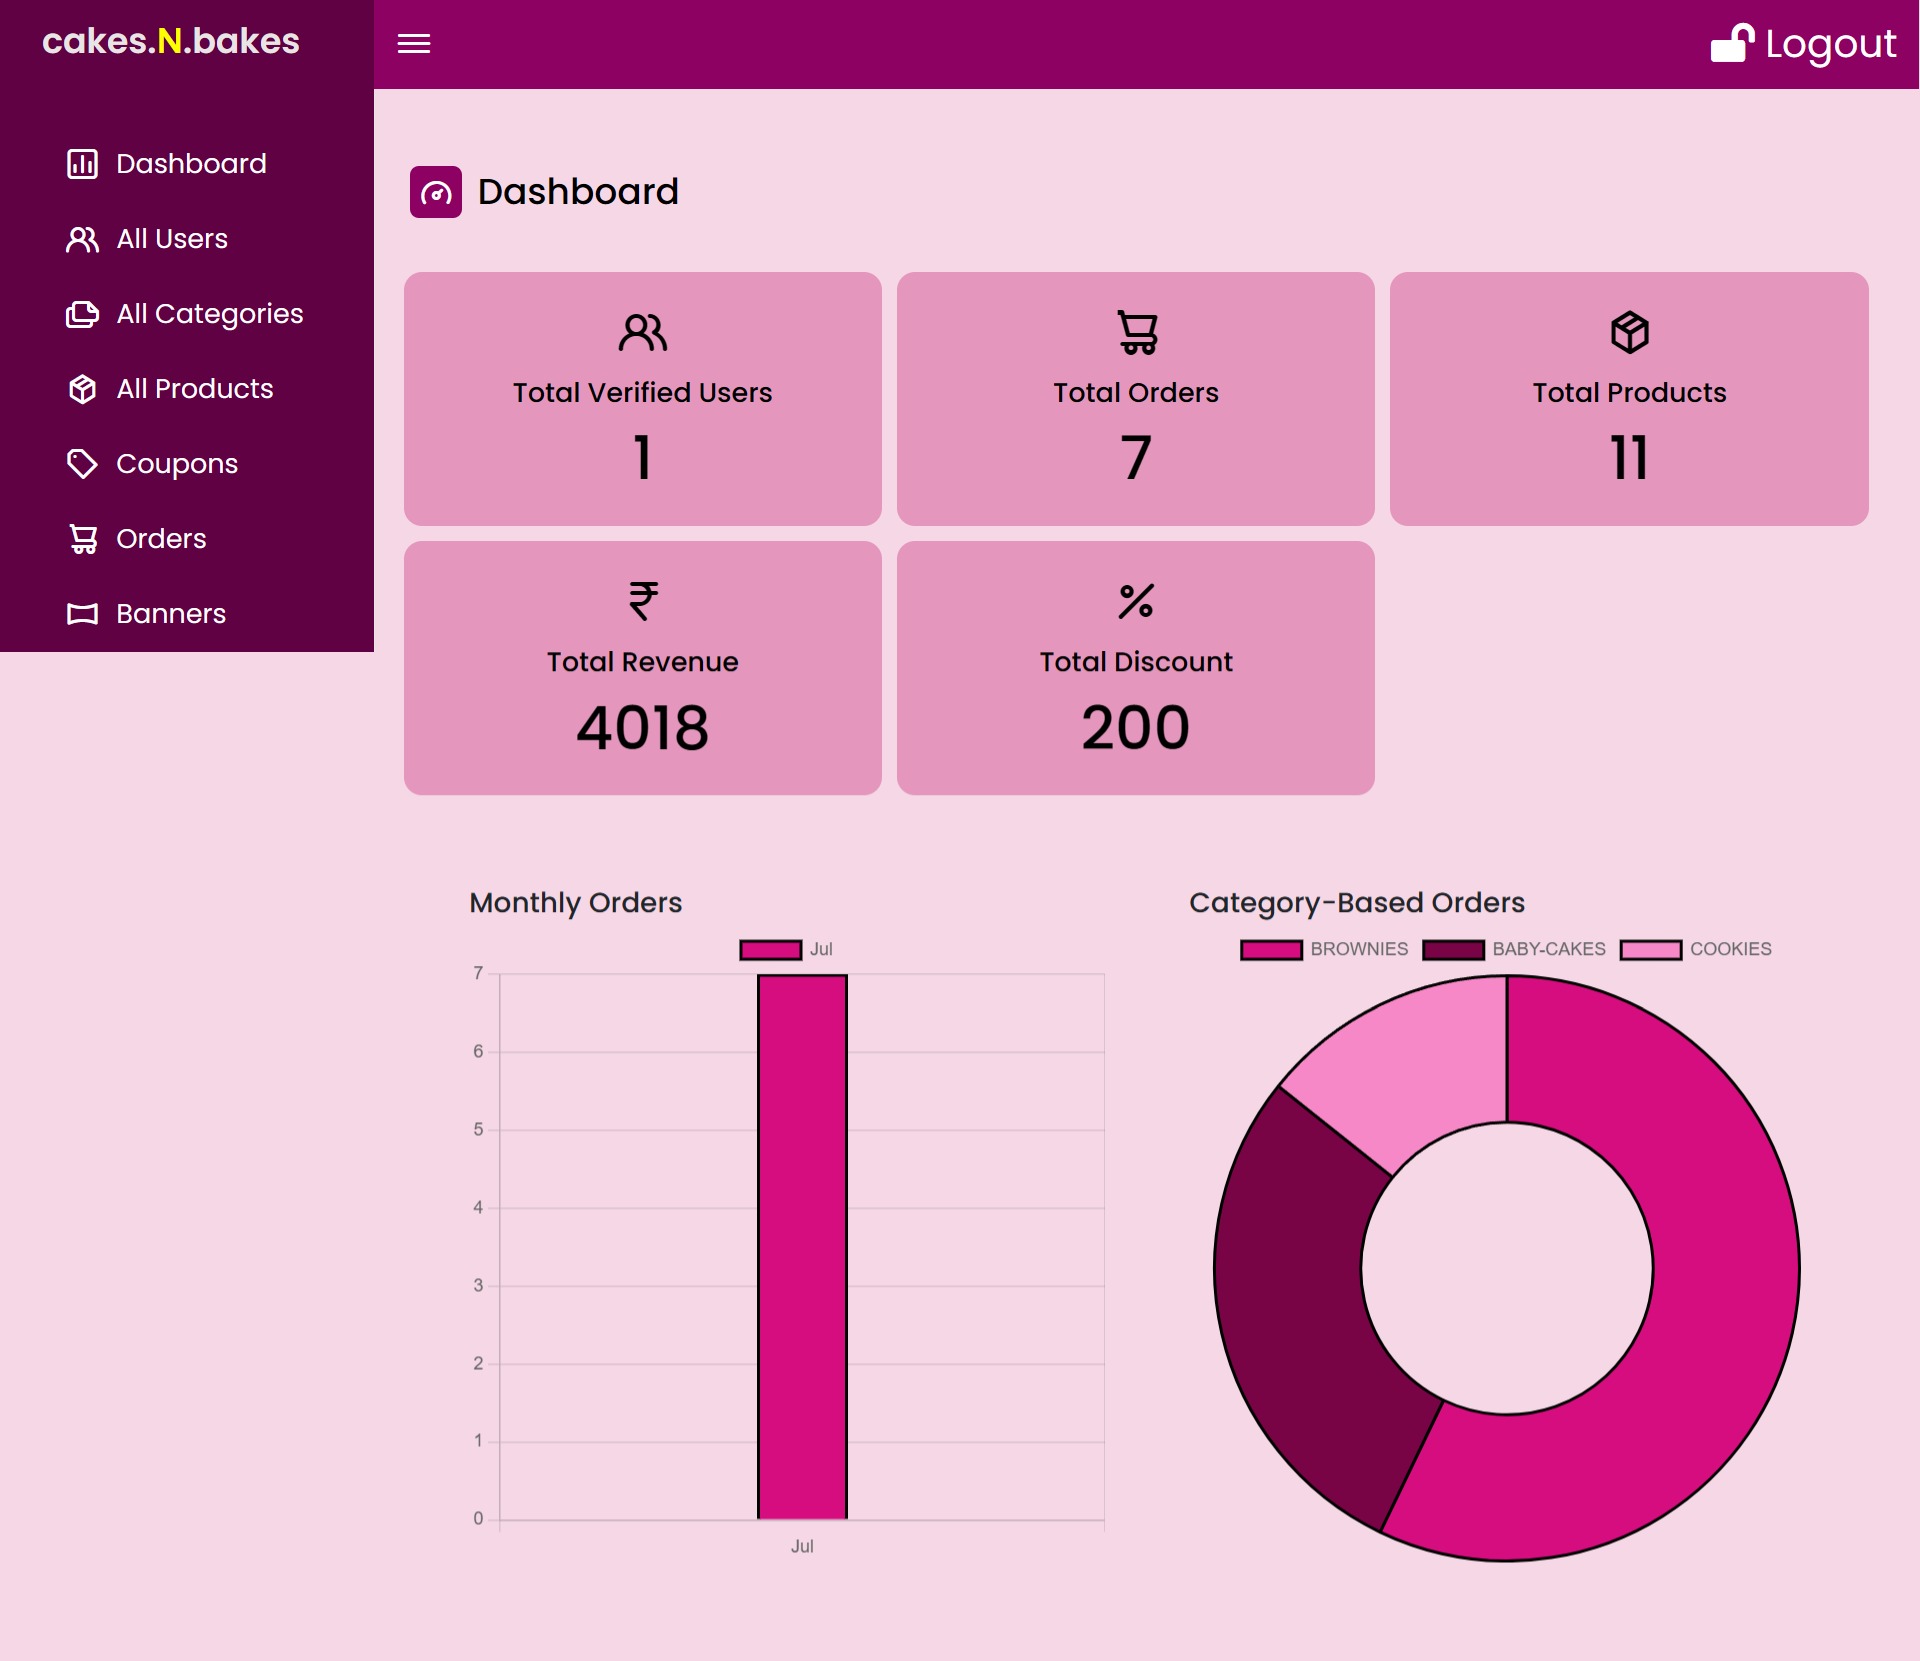 cakes.N.bakes
Logout
Dashboard
All Users
All Categories
All Products
Coupons
Orders
Banners
Dashboard
Total Verified Users
1
Total Orders
7
Total Products
11
₹
Total Revenue
4018
%
Total Discount
200
Monthly Orders
Jul
7
6
5
4
3
2
1
0
Jul
Category-Based Orders
BROWNIES BABY-CAKES COOKIES